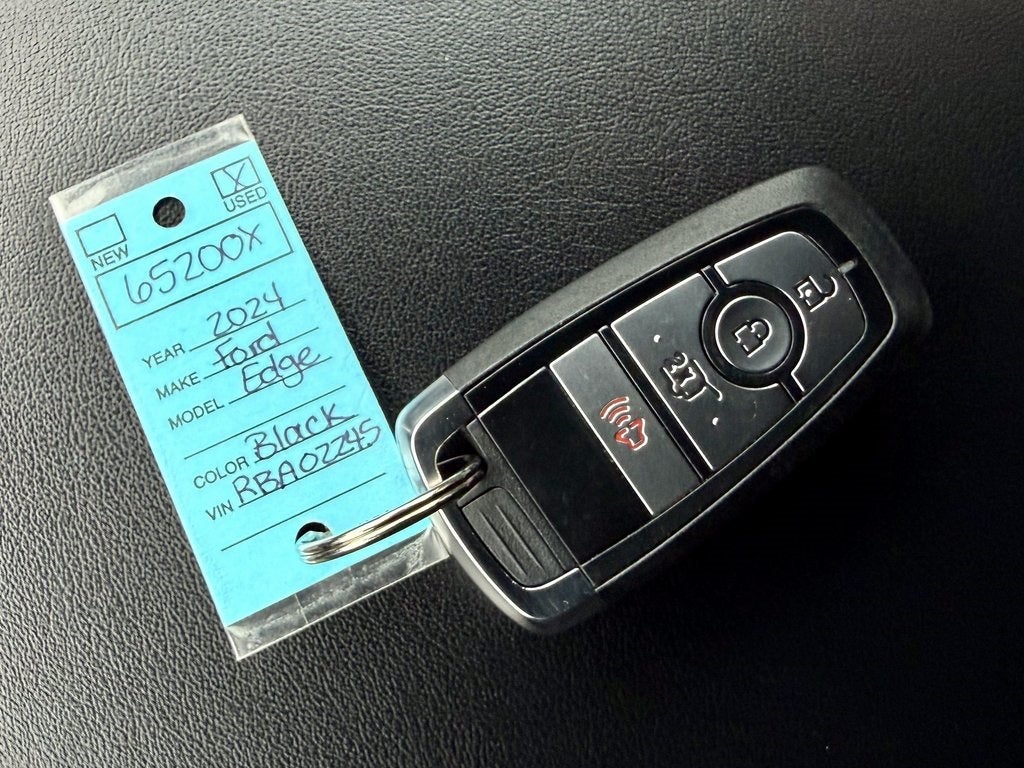 NEW
X USED
65200X
YEAR 2024
MAKE Ford
MODEL Edge
COLOR Black
VIN RBA02245